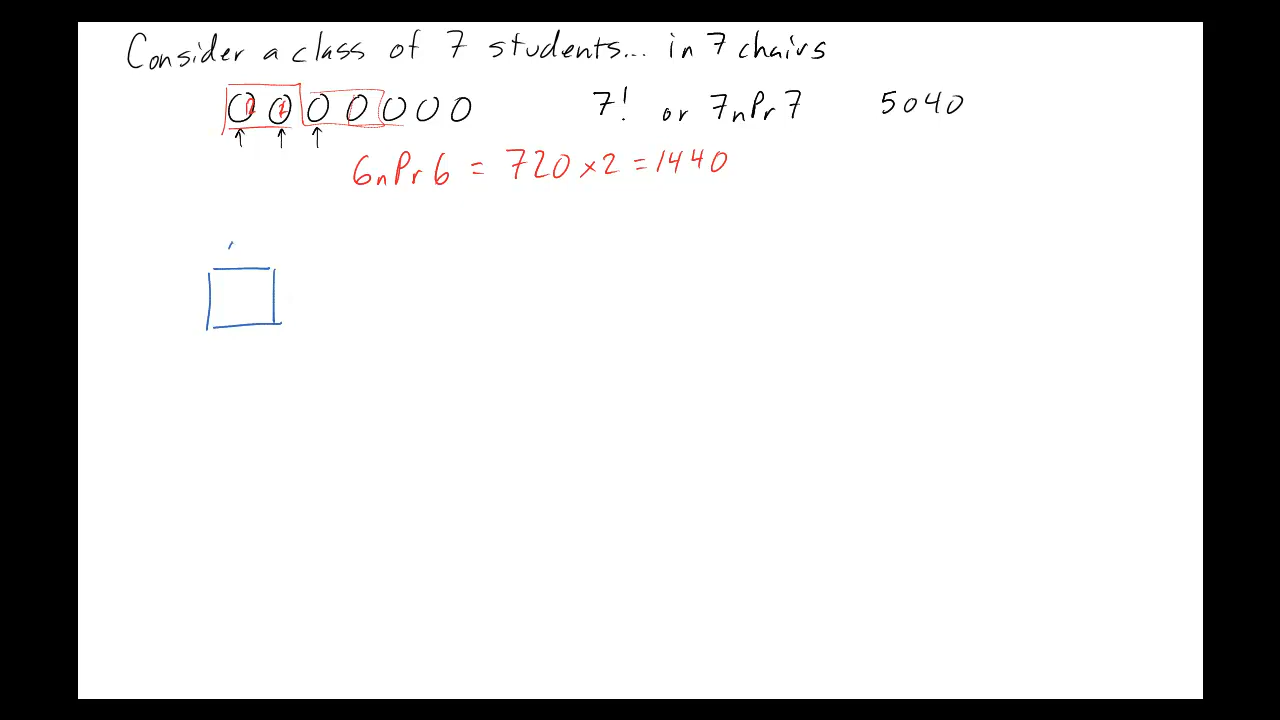 Consider a class of 7 students... in 7 chairs
7! or 7nPr7 5040
6nPr6 = 720 x 2 = 1440